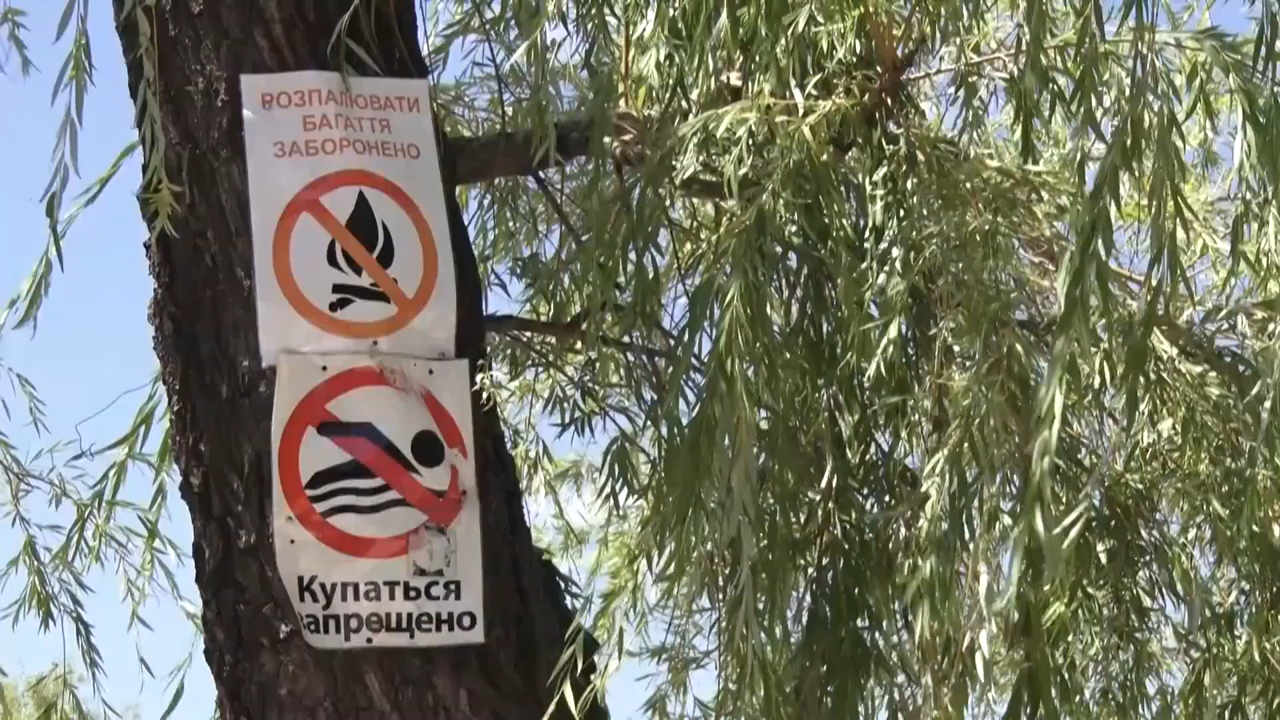 РОЗПАЛЮВАТИ
БАГАТТЯ
ЗАБОРОНЕНО
Купаться
запрещено